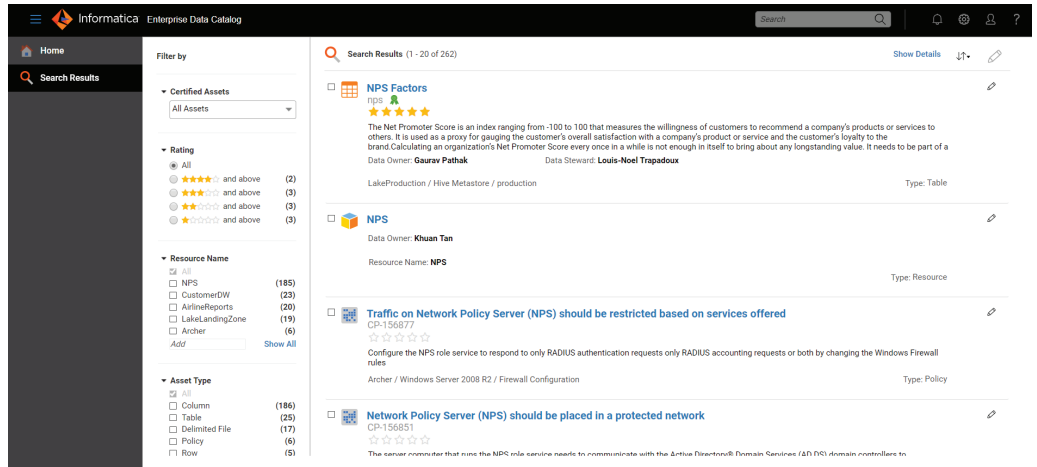 Informatica Enterprise Data Catalog
Search
?
Home
Search Results
Filter by
Certified Assets
All Assets
Rating
All
and above (2)
and above (3)
and above (3)
and above (3)
Resource Name
All
NPS (185)
CustomerDW (23)
AirlineReports (20)
LakeLandingZone (19)
Archer (6)
Add Show All
Asset Type
All
Column (186)
Table (25)
Delimited File (17)
Policy (6)
Row (5)
Search Results (1 - 20 of 262) Show Details
NPS Factors
nps
The Net Promoter Score is an index ranging from -100 to 100 that measures the willingness of customers to recommend a company's products or services to
others. It is used as a proxy for gauging the customer's overall satisfaction with a company's product or service and the customer's loyalty to the
brand.Calculating an organization's Net Promoter Score every once in a while is not enough in itself to bring about any longstanding value. It needs to be part of a
Data Owner: Gaurav Pathak Data Steward: Louis-Noel Trapadoux
LakeProduction / Hive Metastore / production Type: Table
NPS
Data Owner: Khuan Tan
Resource Name: NPS
Type: Resource
Traffic on Network Policy Server (NPS) should be restricted based on services offered
CP-156877
Configure the NPS role service to respond to only RADIUS authentication requests only RADIUS accounting requests or both by changing the Windows Firewall
rules
Archer / Windows Server 2008 R2 / Firewall Configuration Type: Policy
Network Policy Server (NPS) should be placed in a protected network
CP-156851
The server computer that runs the NPS role service needs to communicate with the Active Directory® Domain Services (AD DS) domain controllers to